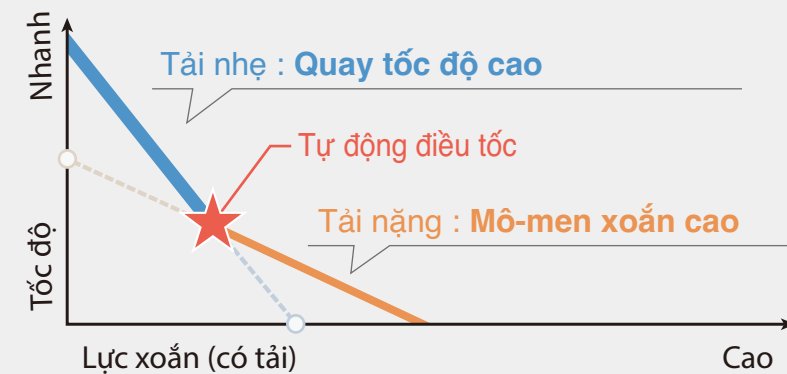 Nhanh
Tải nhẹ : Quay tốc độ cao
Tự động điều tốc
Tải nặng : Mô-men xoắn cao
Tốc độ
Lực xoắn (có tải)
Cao